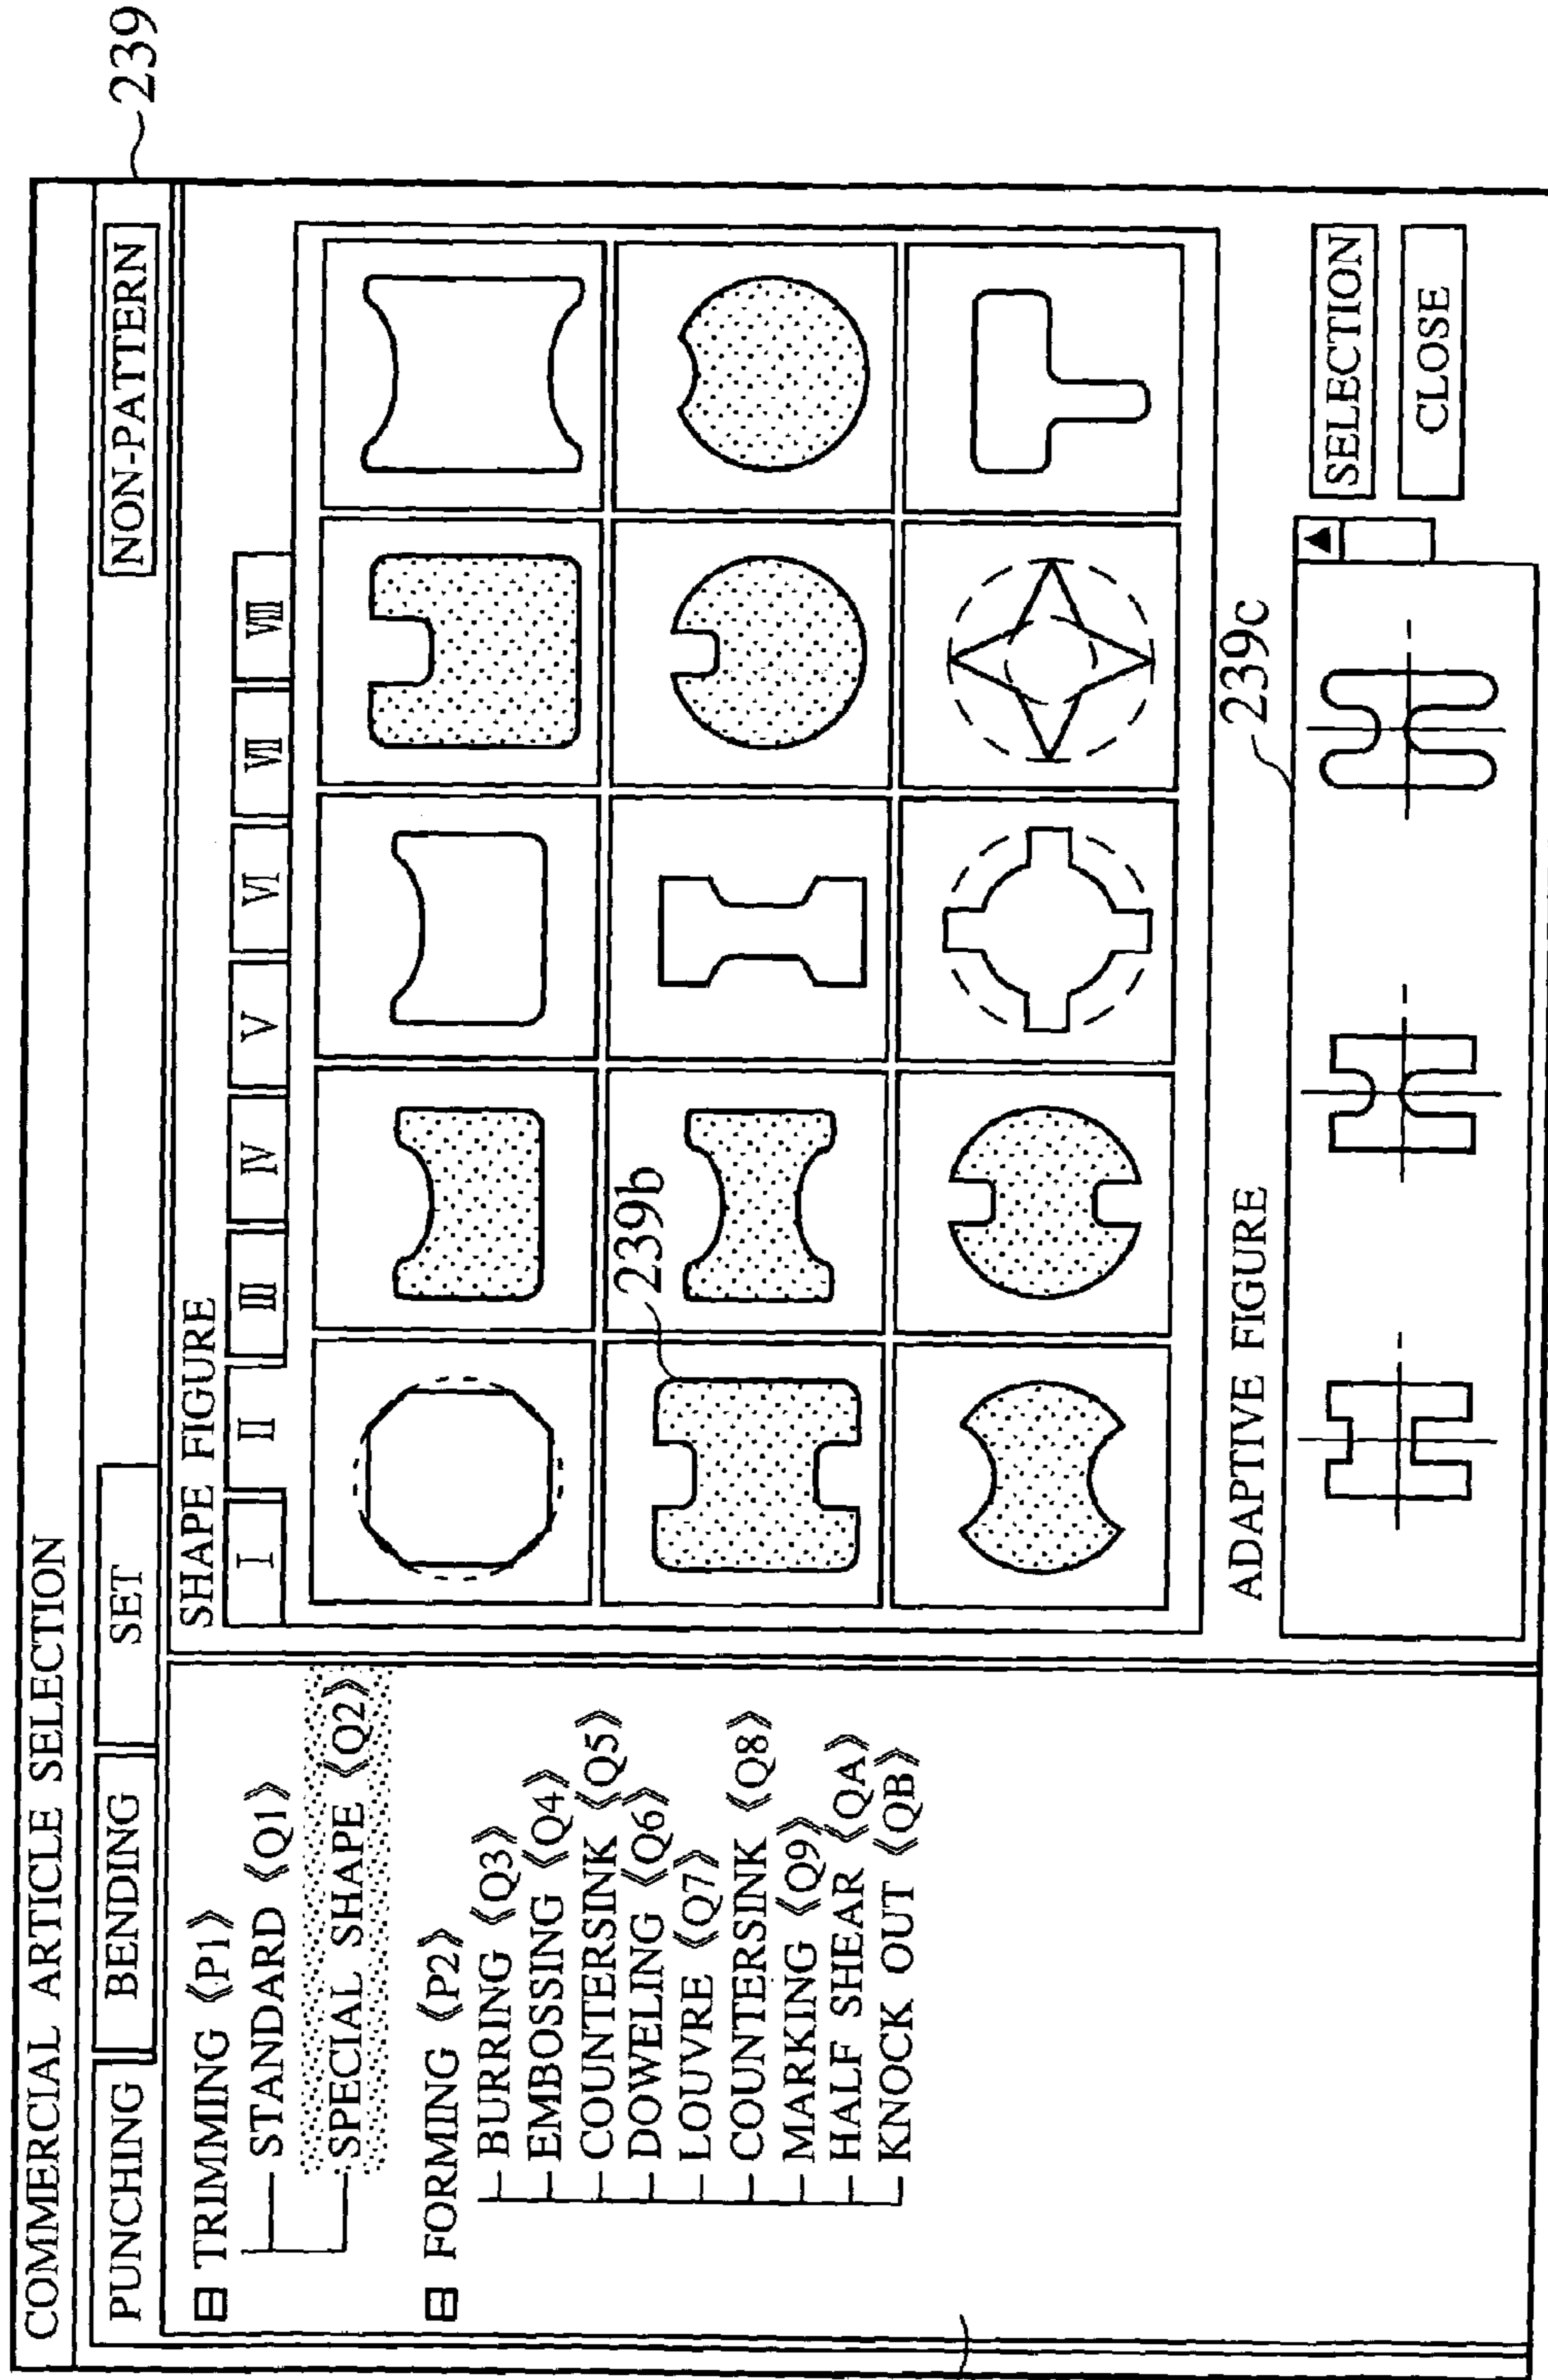 COMMERCIAL ARTICLE SELECTION
PUNCHING BENDING SET NON-PATTERN
239
TRIMMING 《P1》
STANDARD 《Q1》
SPECIAL SHAPE 《Q2》
FORMING 《P2》
BURRING 《Q3》
EMBOSSING 《Q4》
COUNTERSINK 《Q5》
DOWELING 《Q6》
LOUVRE 《Q7》
COUNTERSINK 《Q8》
MARKING 《Q9》
HALF SHEAR 《QA》
KNOCK OUT 《QB》
SHAPE FIGURE
I II III IV V VI VII VIII
239b
ADAPTIVE FIGURE
239c
SELECTION
CLOSE